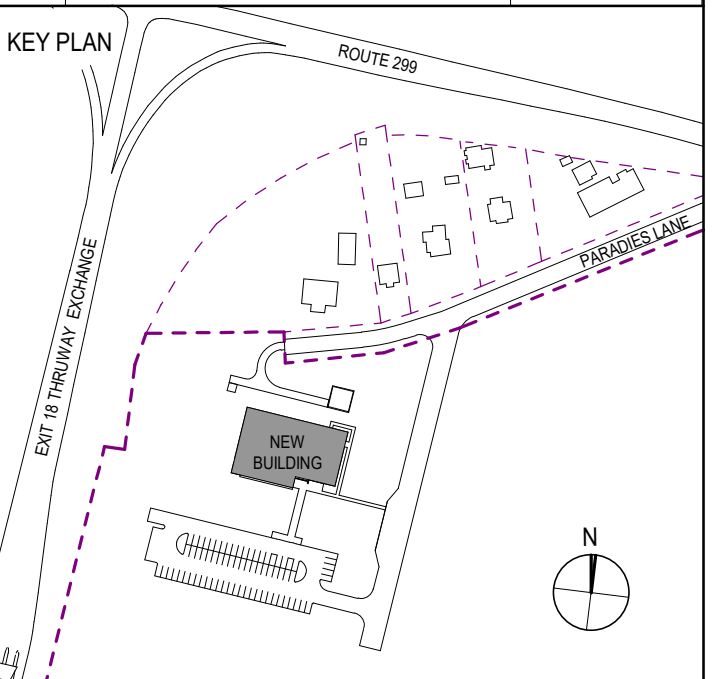 KEY PLAN
ROUTE 299
PARADIES LANE
EXIT 18 THRUWAY EXCHANGE
NEW
BUILDING
N